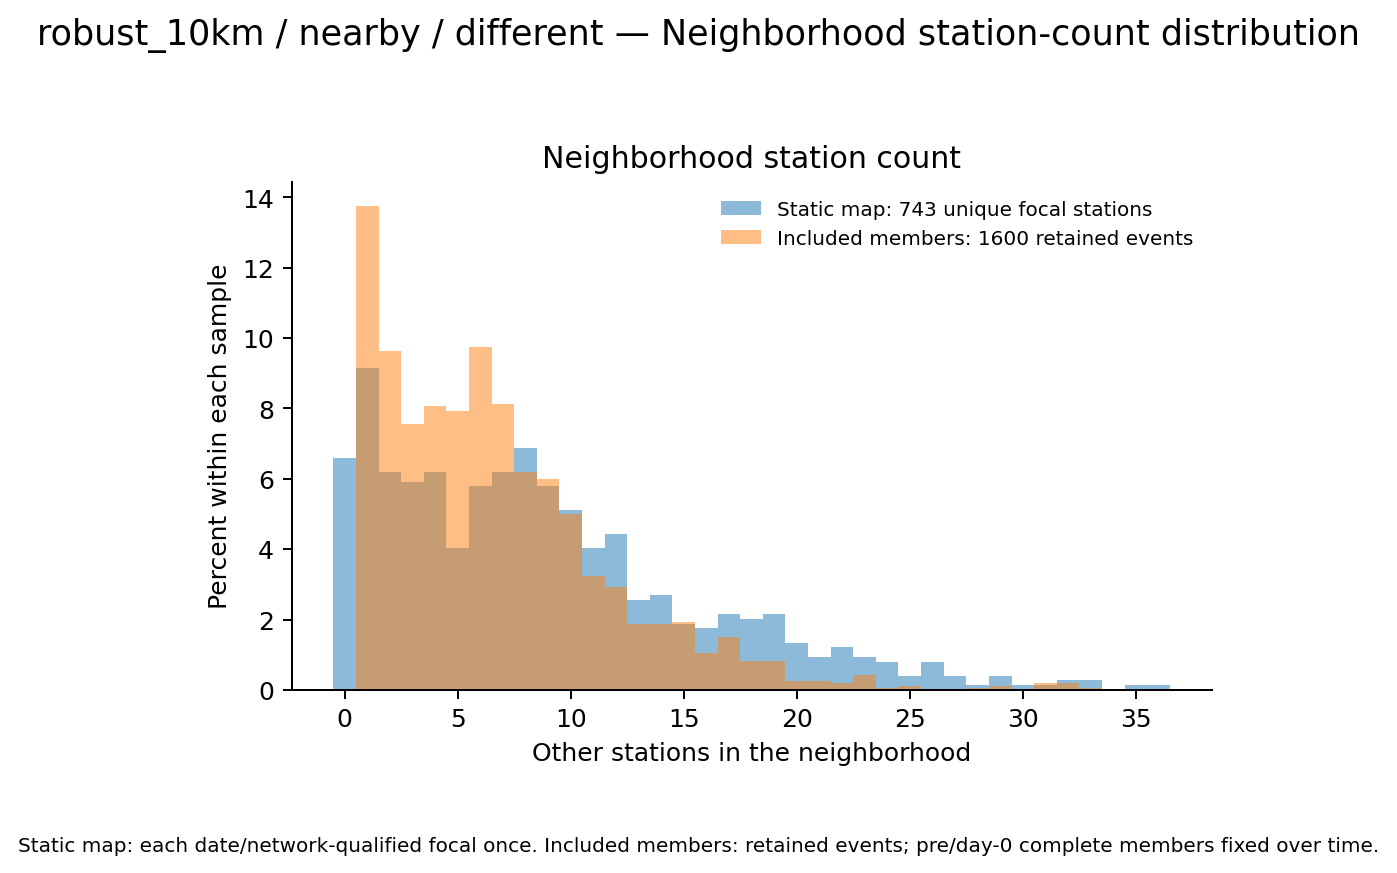 robust_10km / nearby / different — Neighborhood station-count distribution
Neighborhood station count
Static map: 743 unique focal stations
Included members: 1600 retained events
Percent within each sample
14
12
10
8
6
4
2
0
0 5 10 15 20 25 30 35
Other stations in the neighborhood
Static map: each date/network-qualified focal once. Included members: retained events; pre/day-0 complete members fixed over time.